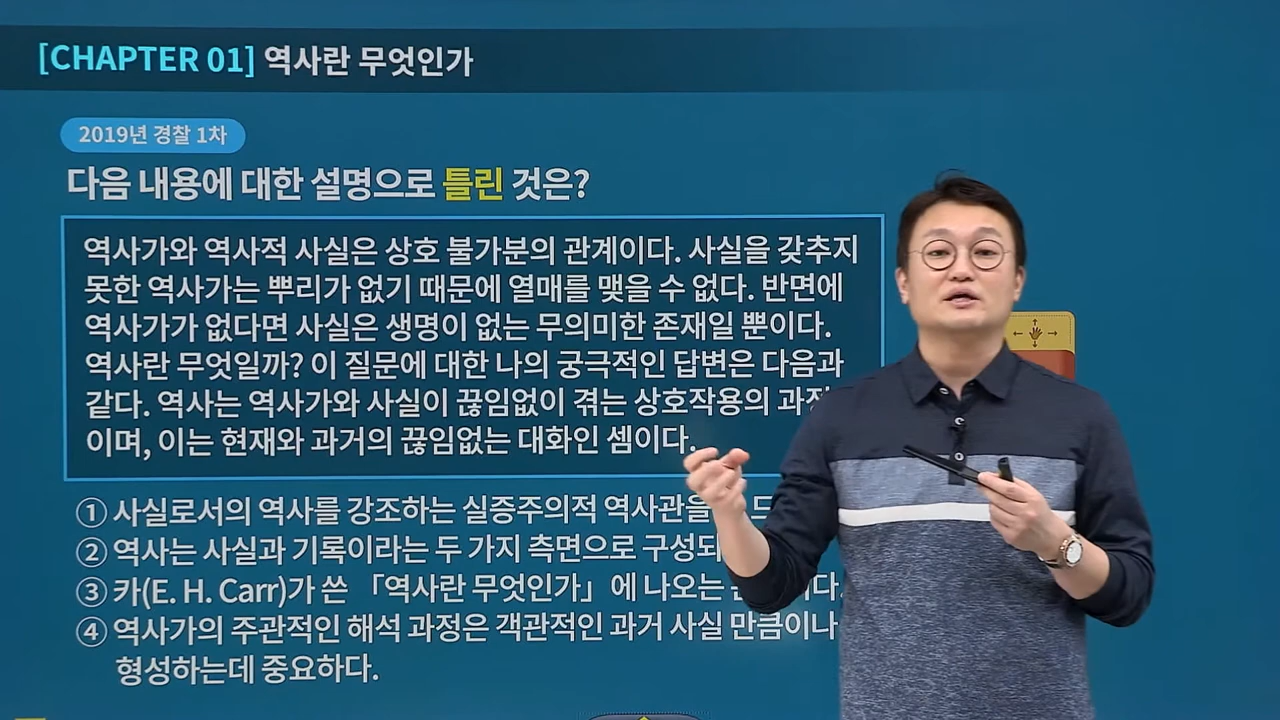 [CHAPTER 01] 역사란 무엇인가
2019년 경찰 1차
다음 내용에 대한 설명으로 틀린 것은?
역사가와 역사적 사실은 상호 불가분의 관계이다. 사실을 갖추지
못한 역사가는 뿌리가 없기 때문에 열매를 맺을 수 없다. 반면에
역사가가 없다면 사실은 생명이 없는 무의미한 존재일 뿐이다.
역사란 무엇일까? 이 질문에 대한 나의 궁극적인 답변은 다음과
같다. 역사는 역사가와 사실이 끊임없이 겪는 상호작용의
이며, 이는 현재와 과거의 끊임없는 대화인 셈이다.
① 사실로서의 역사를 강조하는 실증주의적 역사관을
② 역사는 사실과 기록이라는 두 가지 측면으로
③ 카(E. H. Carr)가 쓴 「역사란 무엇인가」에 나오는
④ 역사가의 주관적인 해석 과정은 객관적인 과거 사실 만큼이나
형성하는데 중요하다.